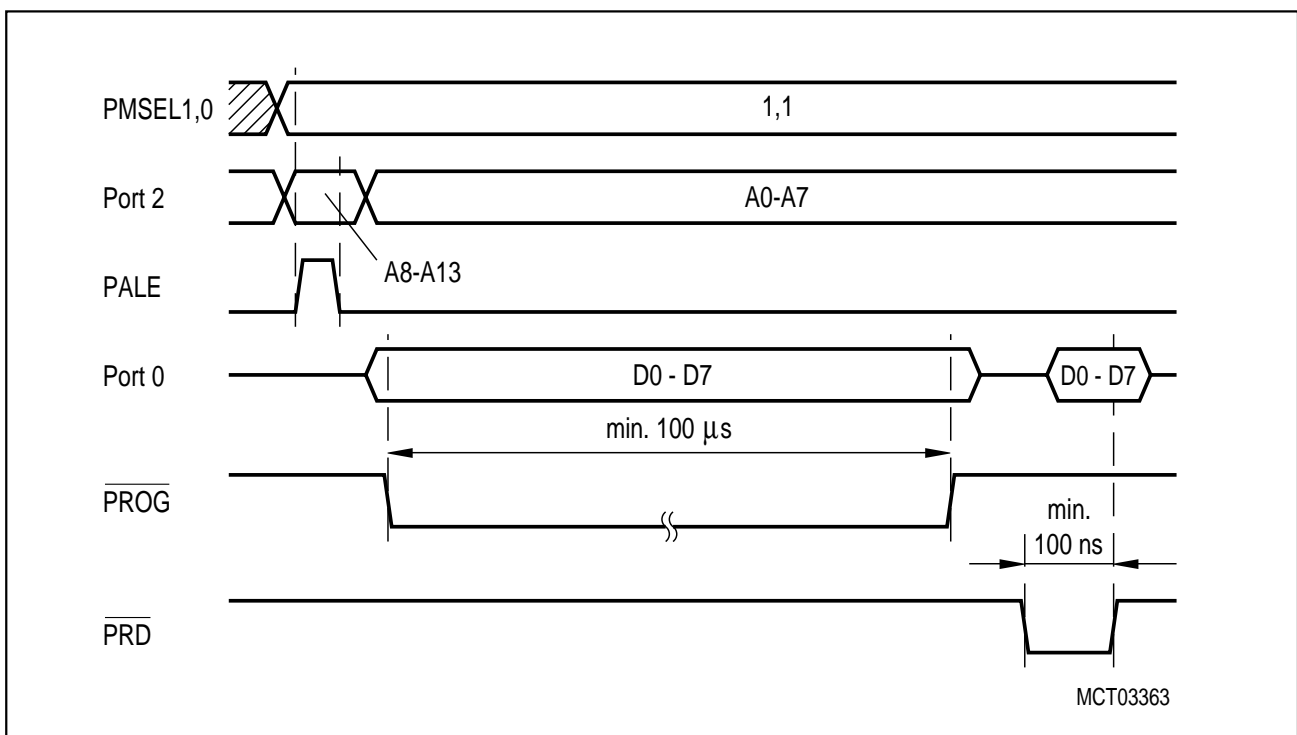 PMSEL1,0
1,1
Port 2
A0-A7
A8-A13
PALE
Port 0
D0 - D7
D0 - D7
min. 100 μs
PROG
min.
100 ns
PRD
MCT03363